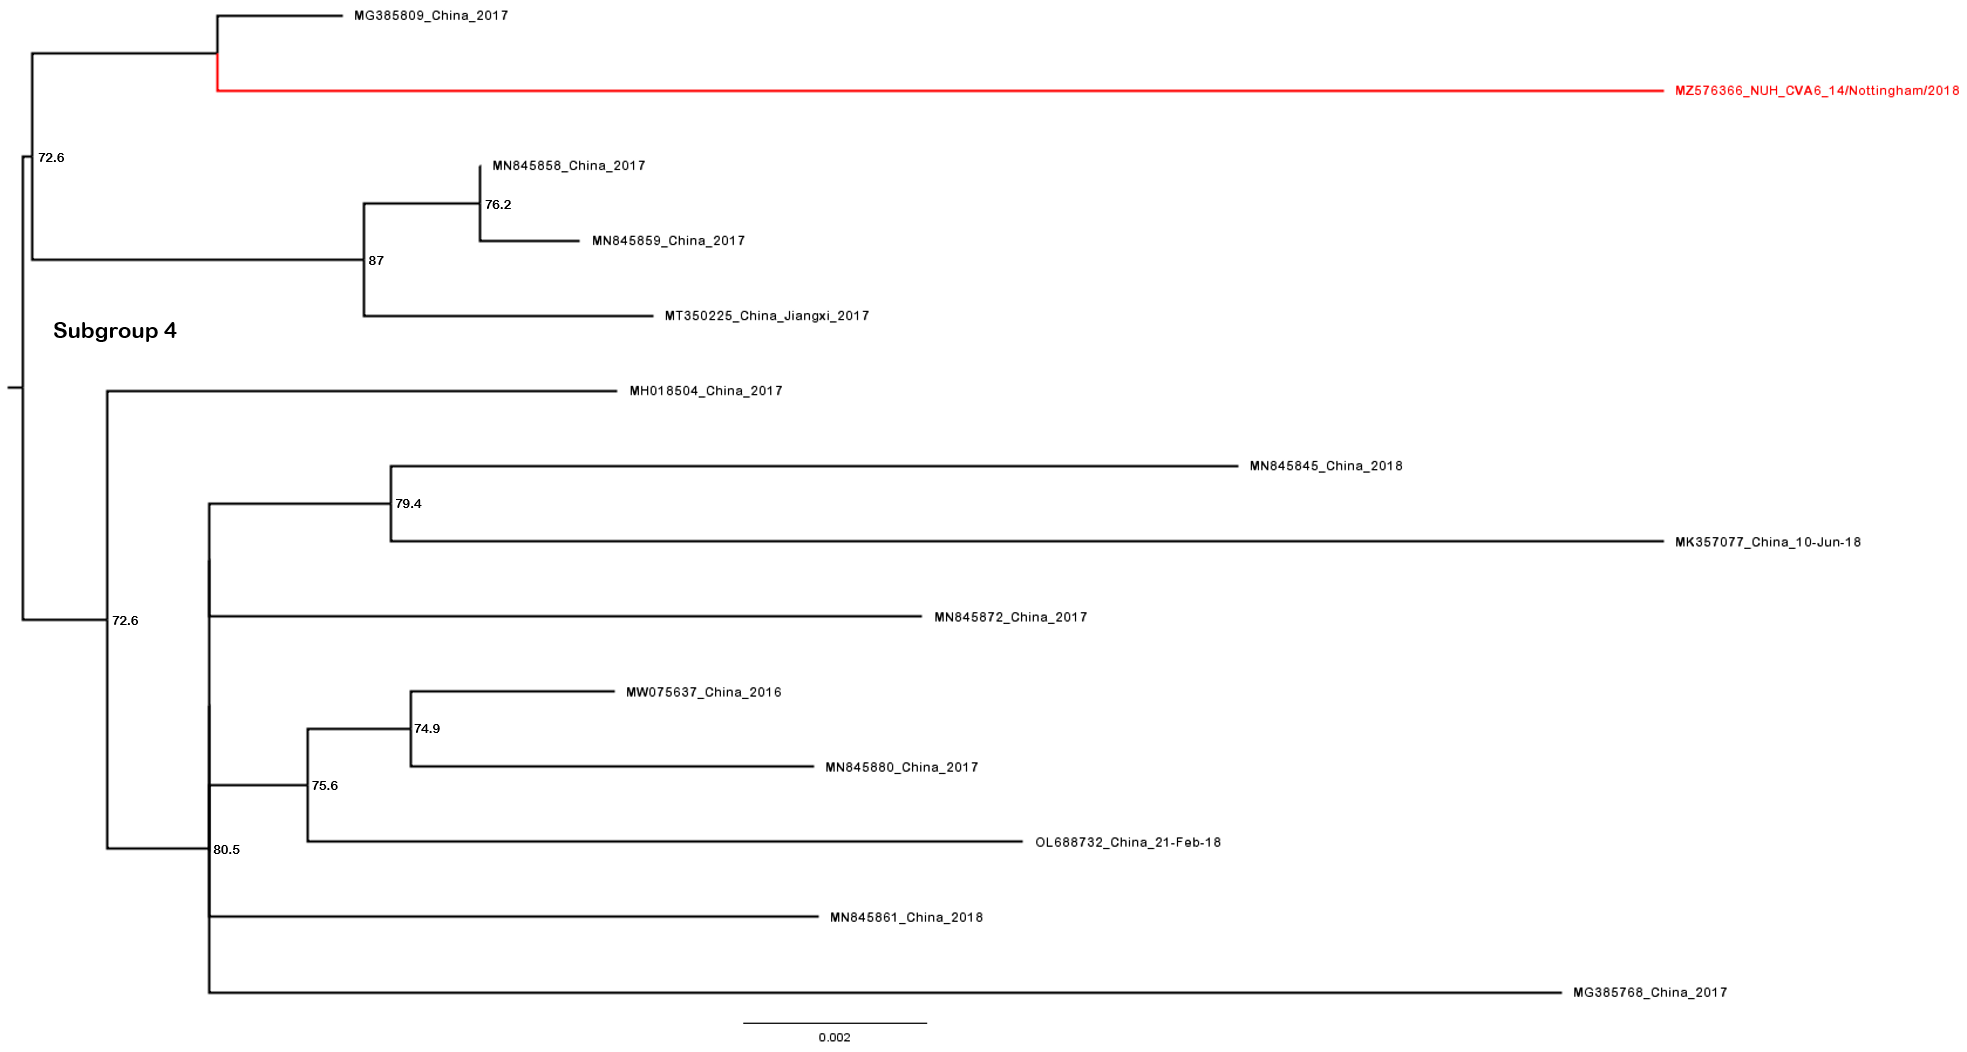 MG385809_China_2017
MZ576366_NUH_CVA6_14/Nottingham/2018
72.6
MN845858_China_2017
76.2
MN845859_China_2017
87
MT350225_China_Jiangxi_2017
Subgroup 4
MH018504_China_2017
MN845845_China_2018
79.4
MK357077_China_10-Jun-18
MN845872_China_2017
72.6
MW075637_China_2016
74.9
MN845880_China_2017
75.6
OL688732_China_21-Feb-18
80.5
MN845861_China_2018
MG385768_China_2017
0.002